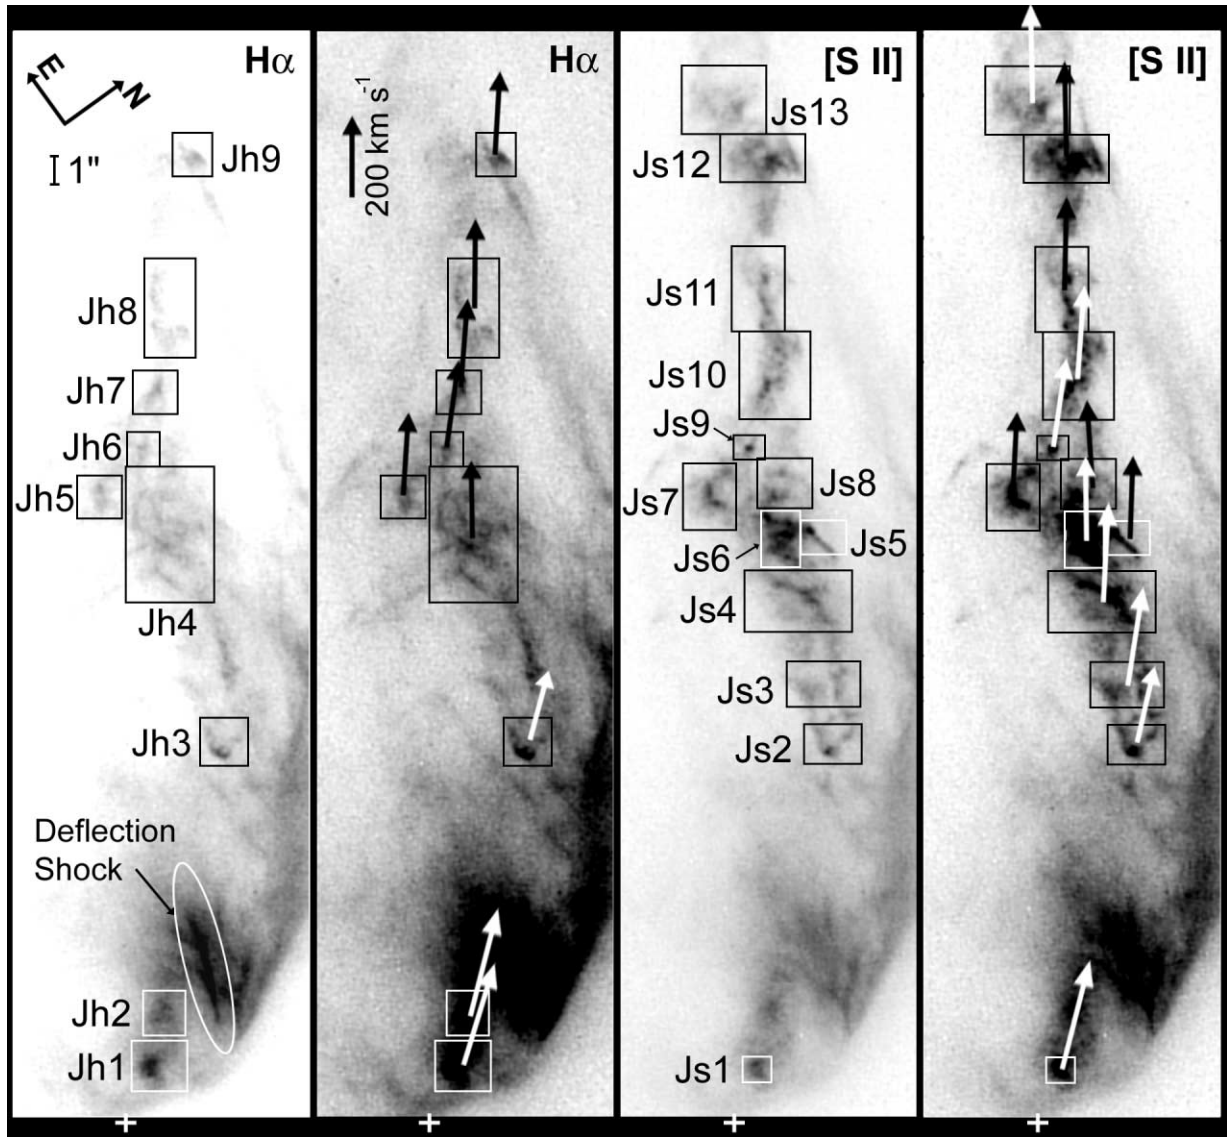 Hα
E
N
1"
Jh9
Jh8
Jh7
Jh6
Jh5
Jh4
Jh3
Deflection
Shock
Jh2
Jh1
Hα
200 km s⁻¹
[S II]
Js13
Js12
Js11
Js10
Js9
Js8
Js7
Js5
Js6
Js4
Js3
Js2
Js1
[S II]